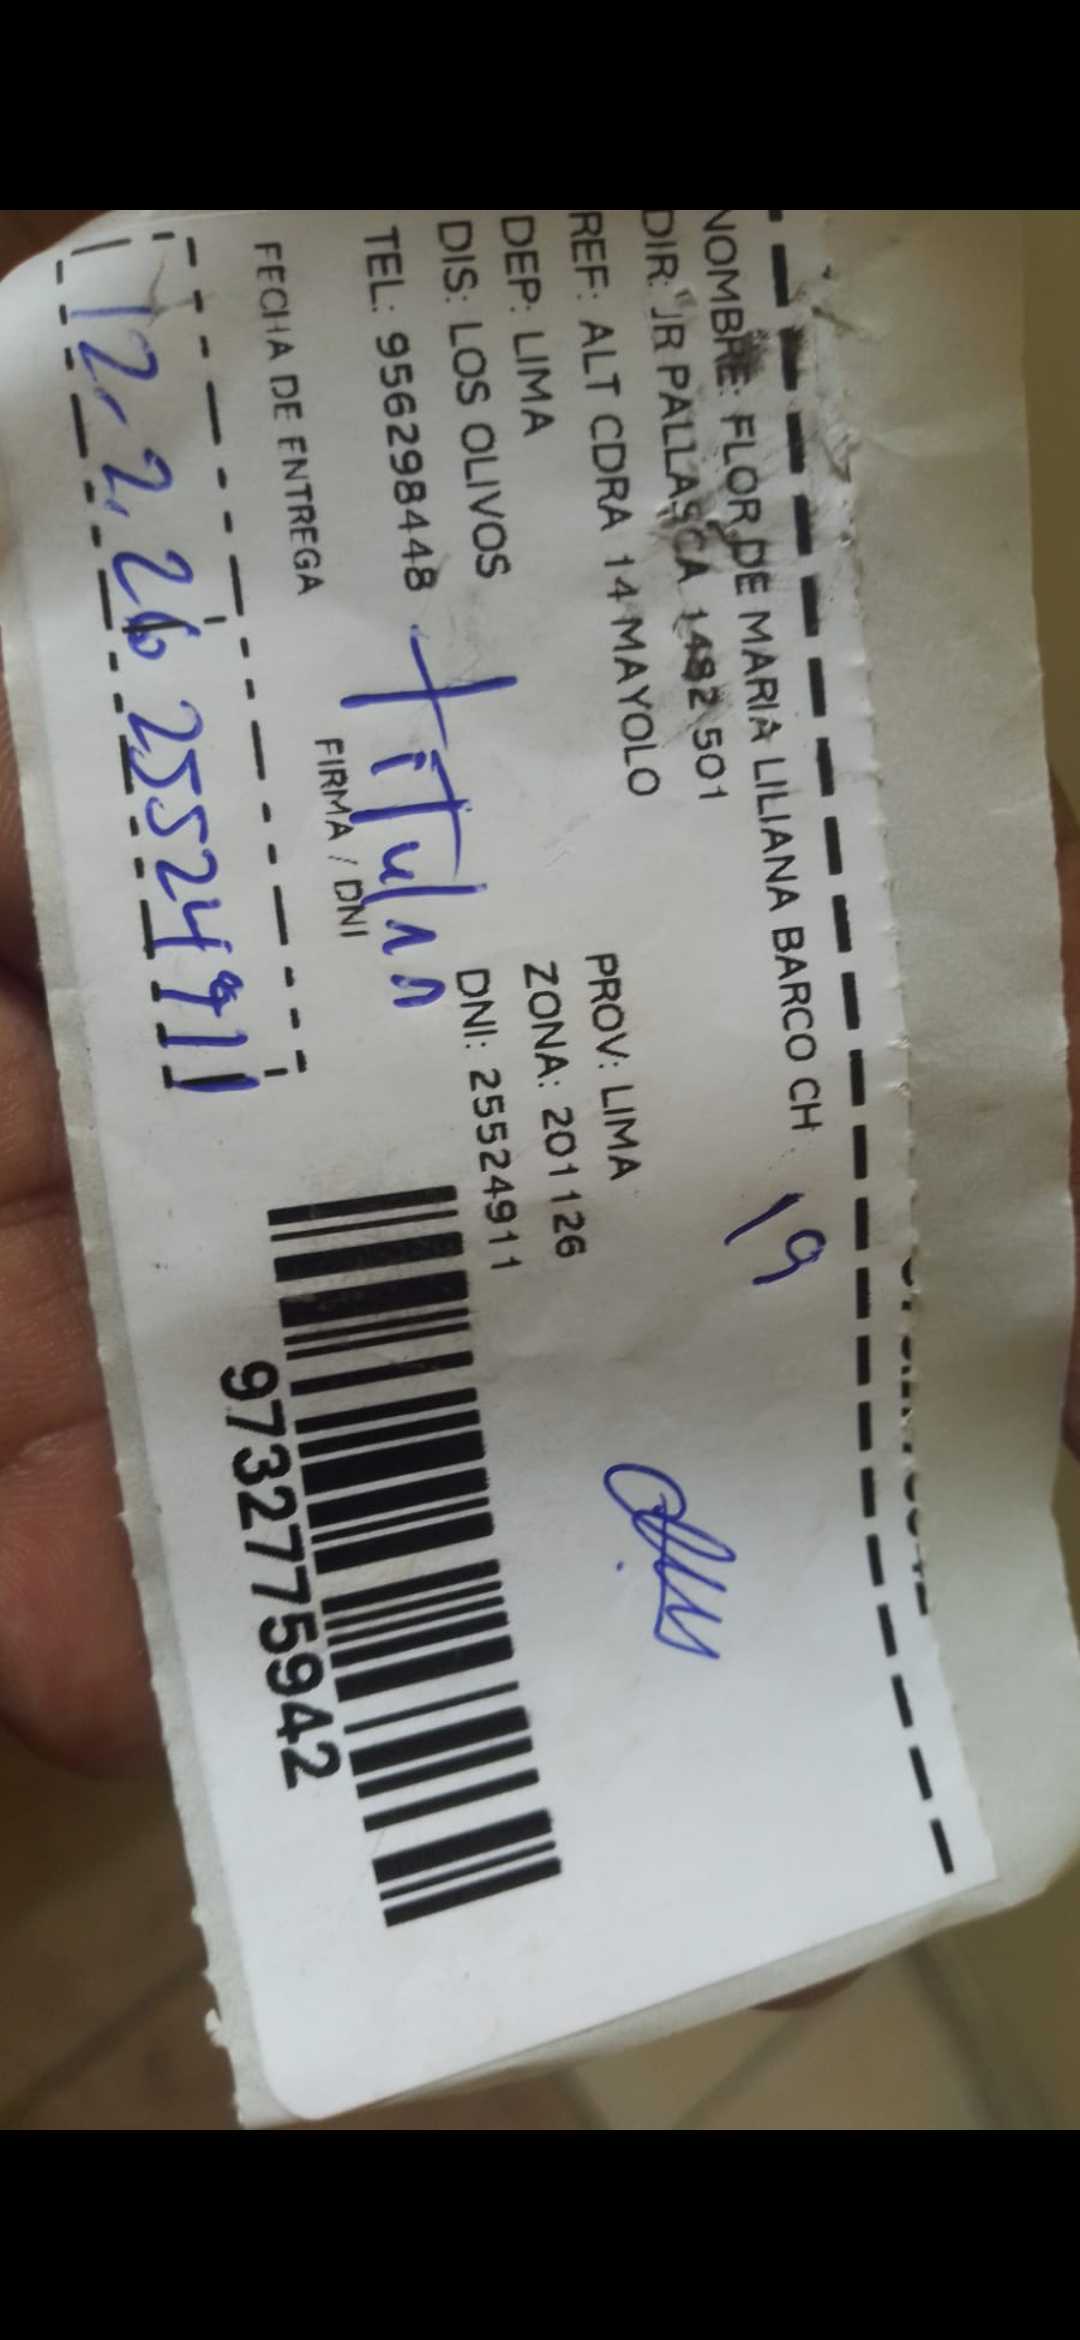 NOMBRE: FLOR DE MARIA LILIANA BARCO CH
19
DIR: JR PALLASCA 1482 501
REF: ALT CDRA 14 MAYOLO
DEP: LIMA
PROV: LIMA
DIS: LOS OLIVOS
ZONA: 201126
TEL: 956298448
DNI: 25524911
Titular
FECHA DE ENTREGA
FIRMA / DNI
12.2.26 25524911
97327775942